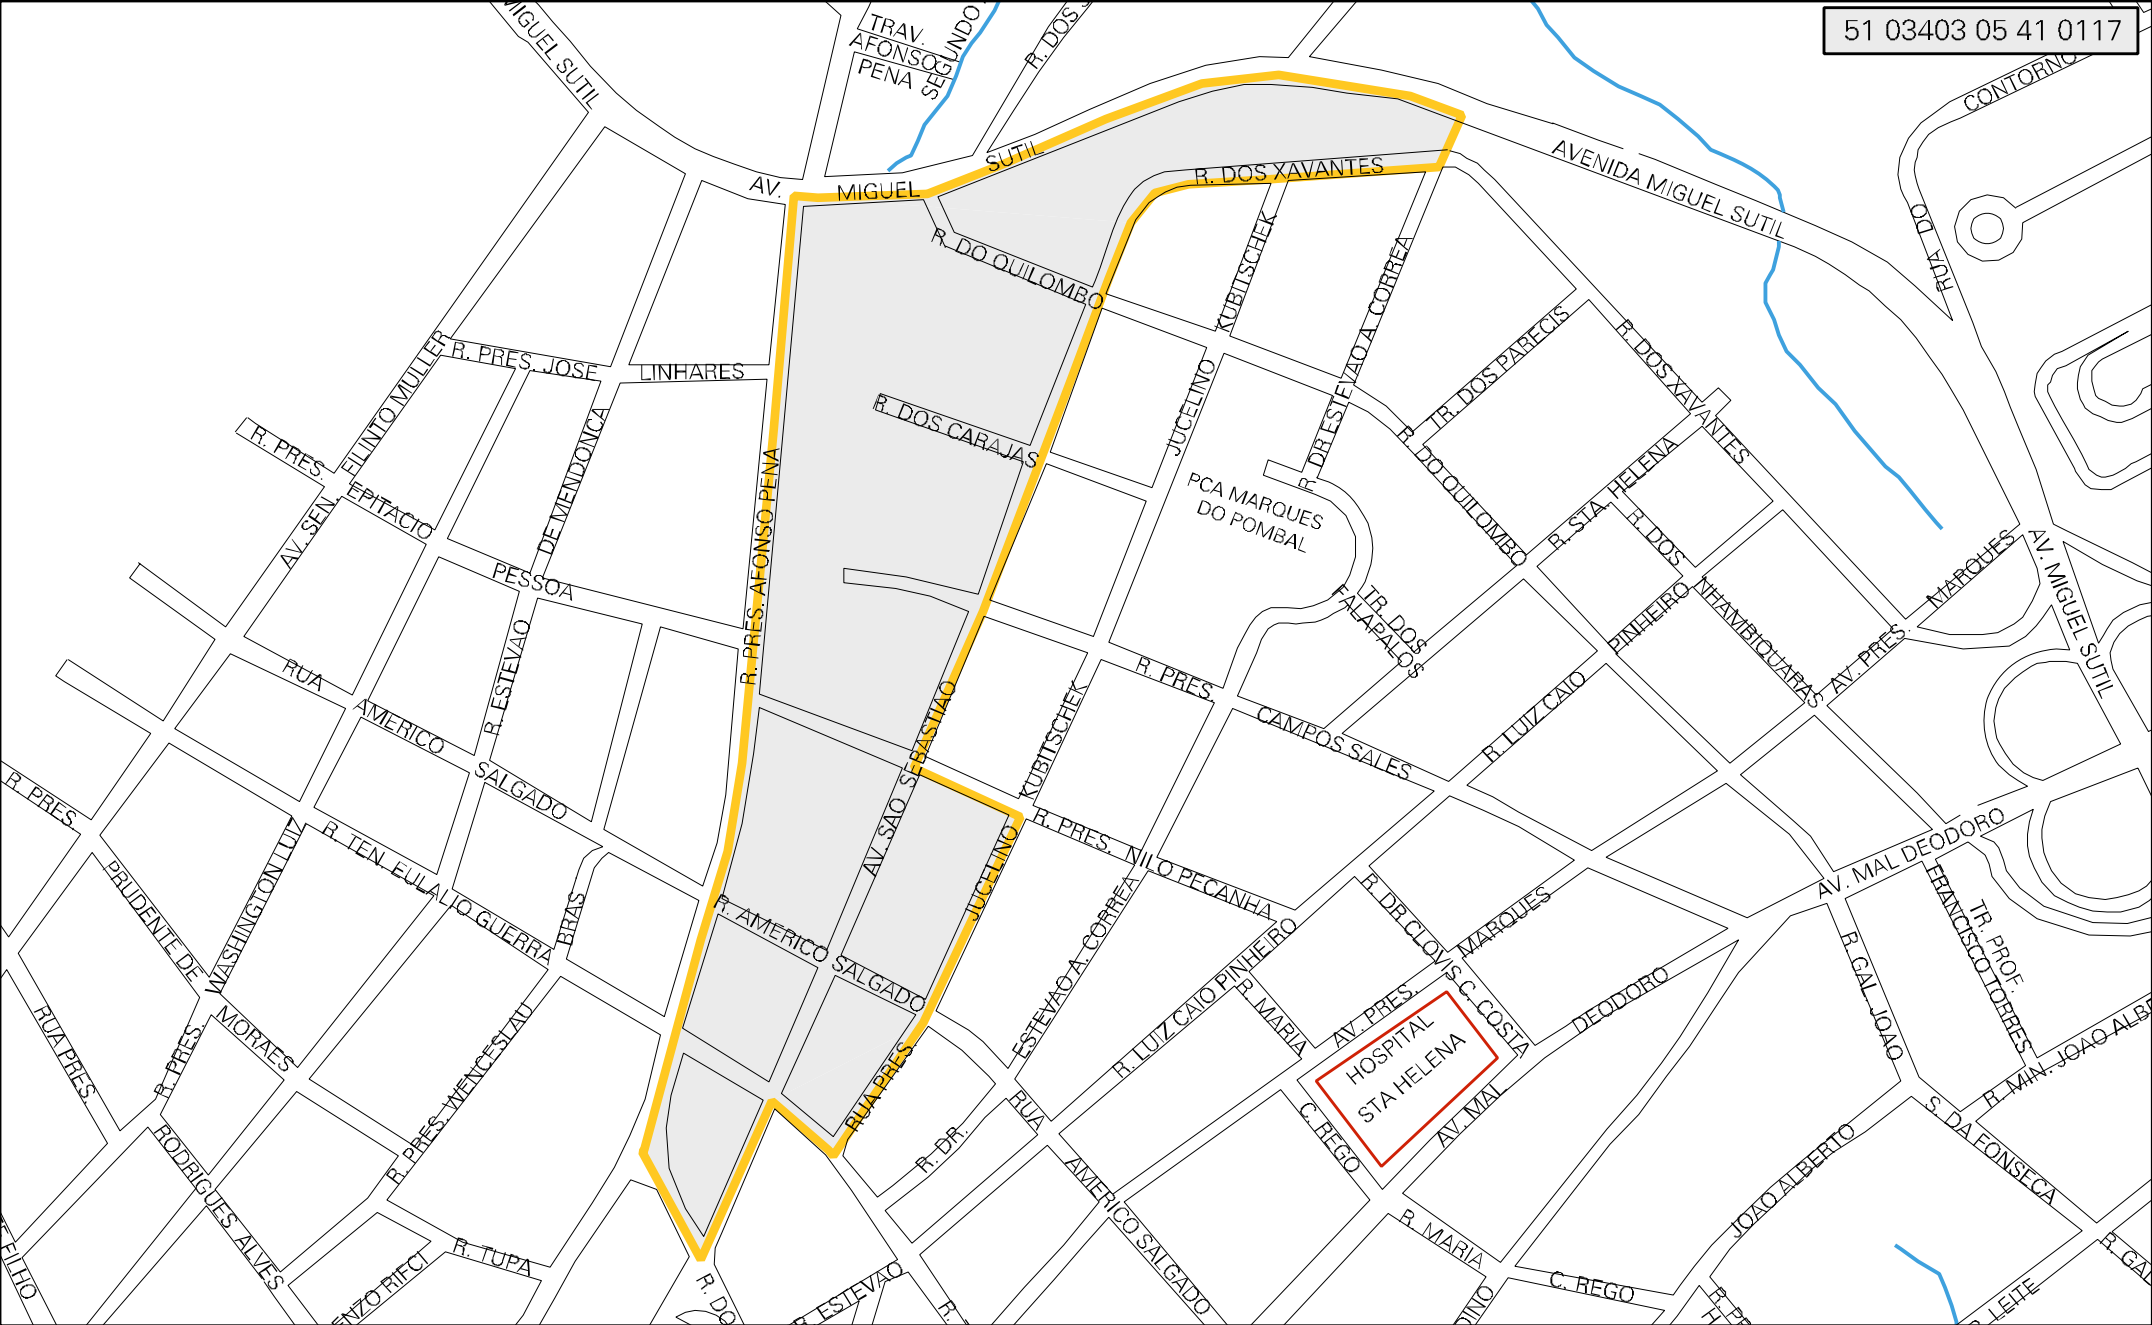 MIGUEL SUTIL
TRAV.
AFONSO
PENA
SEGUNDO
R. DOS
51 03403 05 41 0117
CONTORNO
RUA DO
AV. MIGUEL SUTIL
AVENIDA MIGUEL SUTIL
R. DOS XAVANTES
R. DO QUILOMBO
KUBITSCHEK
JUCELINO
R. DR ESTEVAO A. CORREA
TR. DOS PARECIS
R. DOS XAVANTES
R. PRES. JOSE LINHARES
AV. SEN. FILINTO MULLER
R. PRES. EPITACIO PESSOA
R. ESTEVAO DE MENDONCA
R. DOS CARAJAS
R. PRES. AFONSO PENA
PCA MARQUES
DO POMBAL
R. DO QUILOMBO
R. STA. HELENA
R. DOS NHAMBIQUARAS
AV. PRES. MARQUES
AV. MIGUEL SUTIL
TR. DOS
FALAPALOS
R. LUIZ CAIO PINHEIRO
R. PRES. CAMPOS SALES
RUA AMERICO SALGADO
AV. SAO SEBASTIAO
KUBITSCHEK
RUA PRES. JUCELINO
R. PRES. NILO PECANHA
R. PRES.
PRUDENTE DE MORAES
R. PRES. WASHINGTON LUIZ
R. TEN. EULALIO GUERRA
R. PRES. WENCESLAU BRAS
R. AMERICO SALGADO
R. DR. ESTEVAO A. CORREA
R. LUIZ CAIO PINHEIRO
R. DR CLOVIS C. COSTA
AV. PRES. MARQUES
R. MARIA C. REGO
HOSPITAL
STA HELENA
AV. MAL DEODORO
AV. MAL DEODORO
R. GAL. JOAO
S. DA FONSECA
TR. PROF.
FRANCISCO TORRES
R. MIN. JOAO ALBE
JOAO ALBERTO
RUA PRES.
RODRIGUES ALVES
RUA AMERICO SALGADO
R. MARIA C. REGO
R. TUPA
ENZO RIFCI
FILHO
R. DO
R. ESTEVAO
R.
DINO
R. LEITE
R. GAL